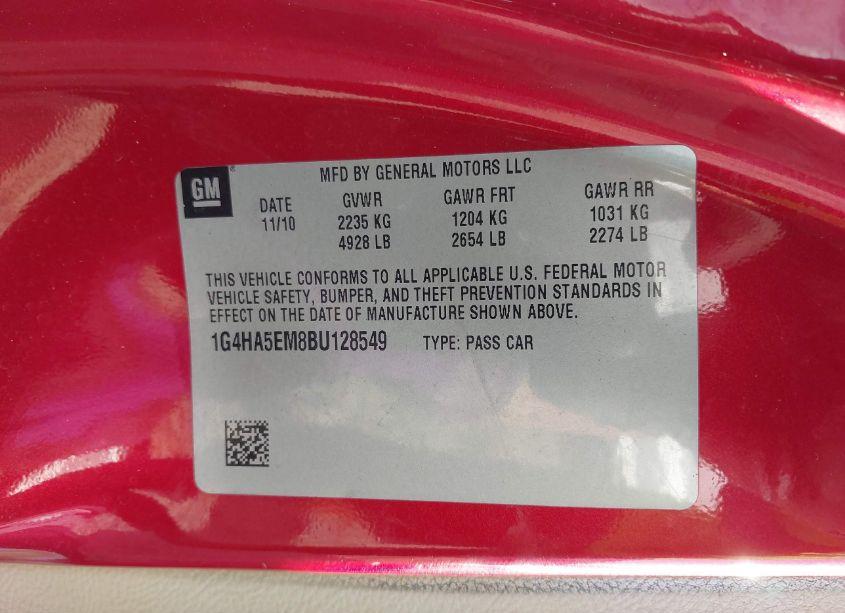 GM
MFD BY GENERAL MOTORS LLC
DATE GVWR GAWR FRT GAWR RR
11/10 2235 KG 1204 KG 1031 KG
4928 LB 2654 LB 2274 LB
THIS VEHICLE CONFORMS TO ALL APPLICABLE U.S. FEDERAL MOTOR
VEHICLE SAFETY, BUMPER, AND THEFT PREVENTION STANDARDS IN
EFFECT ON THE DATE OF MANUFACTURE SHOWN ABOVE.
1G4HA5EM8BU128549 TYPE: PASS CAR